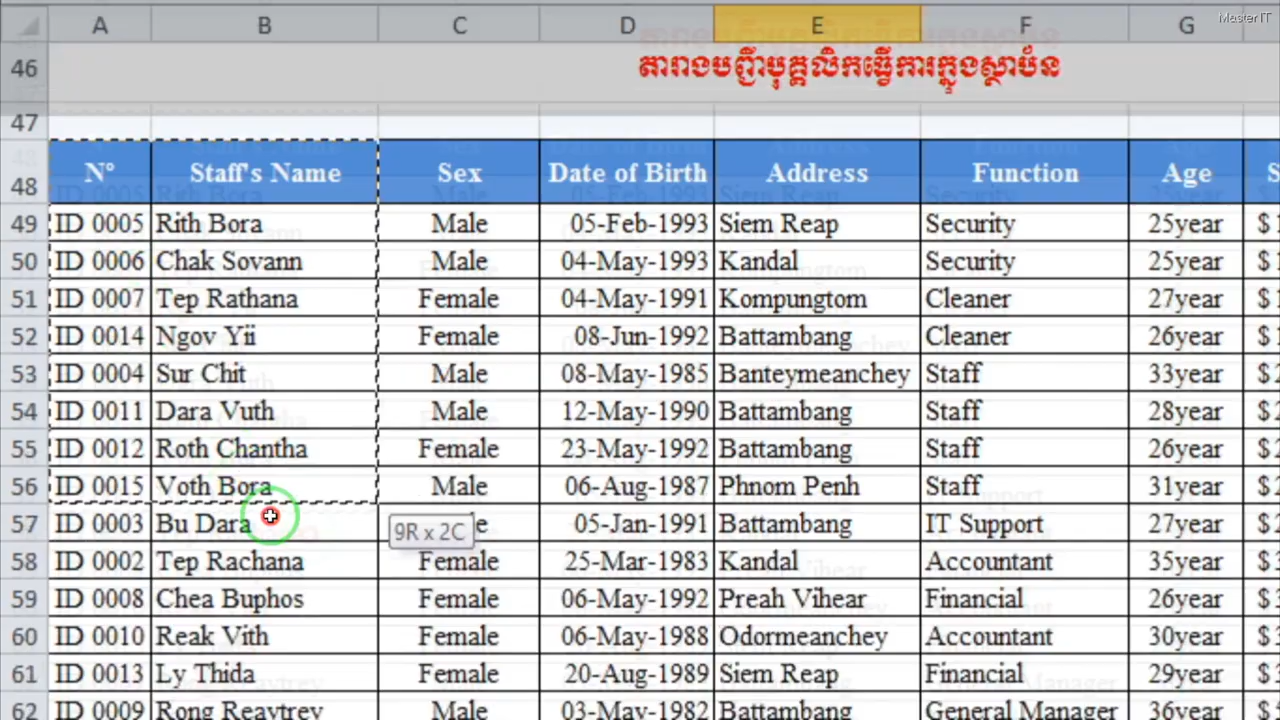 MasterIT
A B C D E F G
46 តារាងបញ្ជីបុគ្គលិកធ្វើការក្នុងស្ថាប័ន
47
48 N° Staff's Name Sex Date of Birth Address Function Age S
49 ID 0005 Rith Bora Male 05-Feb-1993 Siem Reap Security 25year $
50 ID 0006 Chak Sovann Male 04-May-1993 Kandal Security 25year $
51 ID 0007 Tep Rathana Female 04-May-1991 Kompungtom Cleaner 27year $
52 ID 0014 Ngov Yii Female 08-Jun-1992 Battambang Cleaner 26year $
53 ID 0004 Sur Chit Male 08-May-1985 Banteymeanchey Staff 33year $
54 ID 0011 Dara Vuth Male 12-May-1990 Battambang Staff 28year $
55 ID 0012 Roth Chantha Female 23-May-1992 Battambang Staff 26year $
56 ID 0015 Voth Bora Male 06-Aug-1987 Phnom Penh Staff 31year $
57 ID 0003 Bu Dara 9R x 2C 05-Jan-1991 Battambang IT Support 27year $
58 ID 0002 Tep Rachana Female 25-Mar-1983 Kandal Accountant 35year $
59 ID 0008 Chea Buphos Female 06-May-1992 Preah Vihear Financial 26year $
60 ID 0010 Reak Vith Female 06-May-1988 Odormeanchey Accountant 30year $
61 ID 0013 Ly Thida Female 20-Aug-1989 Siem Reap Financial 29year $
62 ID 0009 Rong Reaytrey Male 03-May-1982 Battambang General Manager 36year $